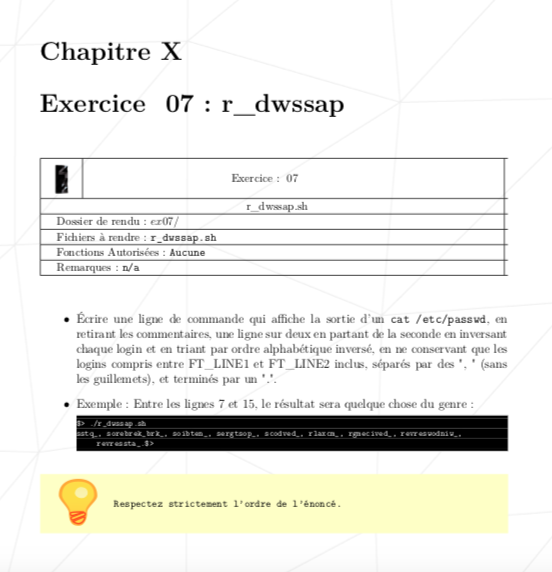 Chapitre X
Exercice 07 : r_dwssap
Exercice : 07
r_dwssap.sh
Dossier de rendu : ex07/
Fichiers à rendre : r_dwssap.sh
Fonctions Autorisées : Aucune
Remarques : n/a
• Écrire une ligne de commande qui affiche la sortie d'un cat /etc/passwd, en
retirant les commentaires, une ligne sur deux en partant de la seconde en inversant
chaque login et en triant par ordre alphabétique inversé, en ne conservant que les
logins compris entre FT_LINE1 et FT_LINE2 inclus, séparés par des ", " (sans
les guillemets), et terminés par un ".".
• Exemple : Entre les lignes 7 et 15, le résultat sera quelque chose du genre :
$> ./r_dwssap.sh
sstq_, sorebrek_brk_, soibten_, sergtsop_, scodved_, rlaxcm_, rgmecived_, revreswodniw_,
revressta_.$>
Respectez strictement l'ordre de l'énoncé.